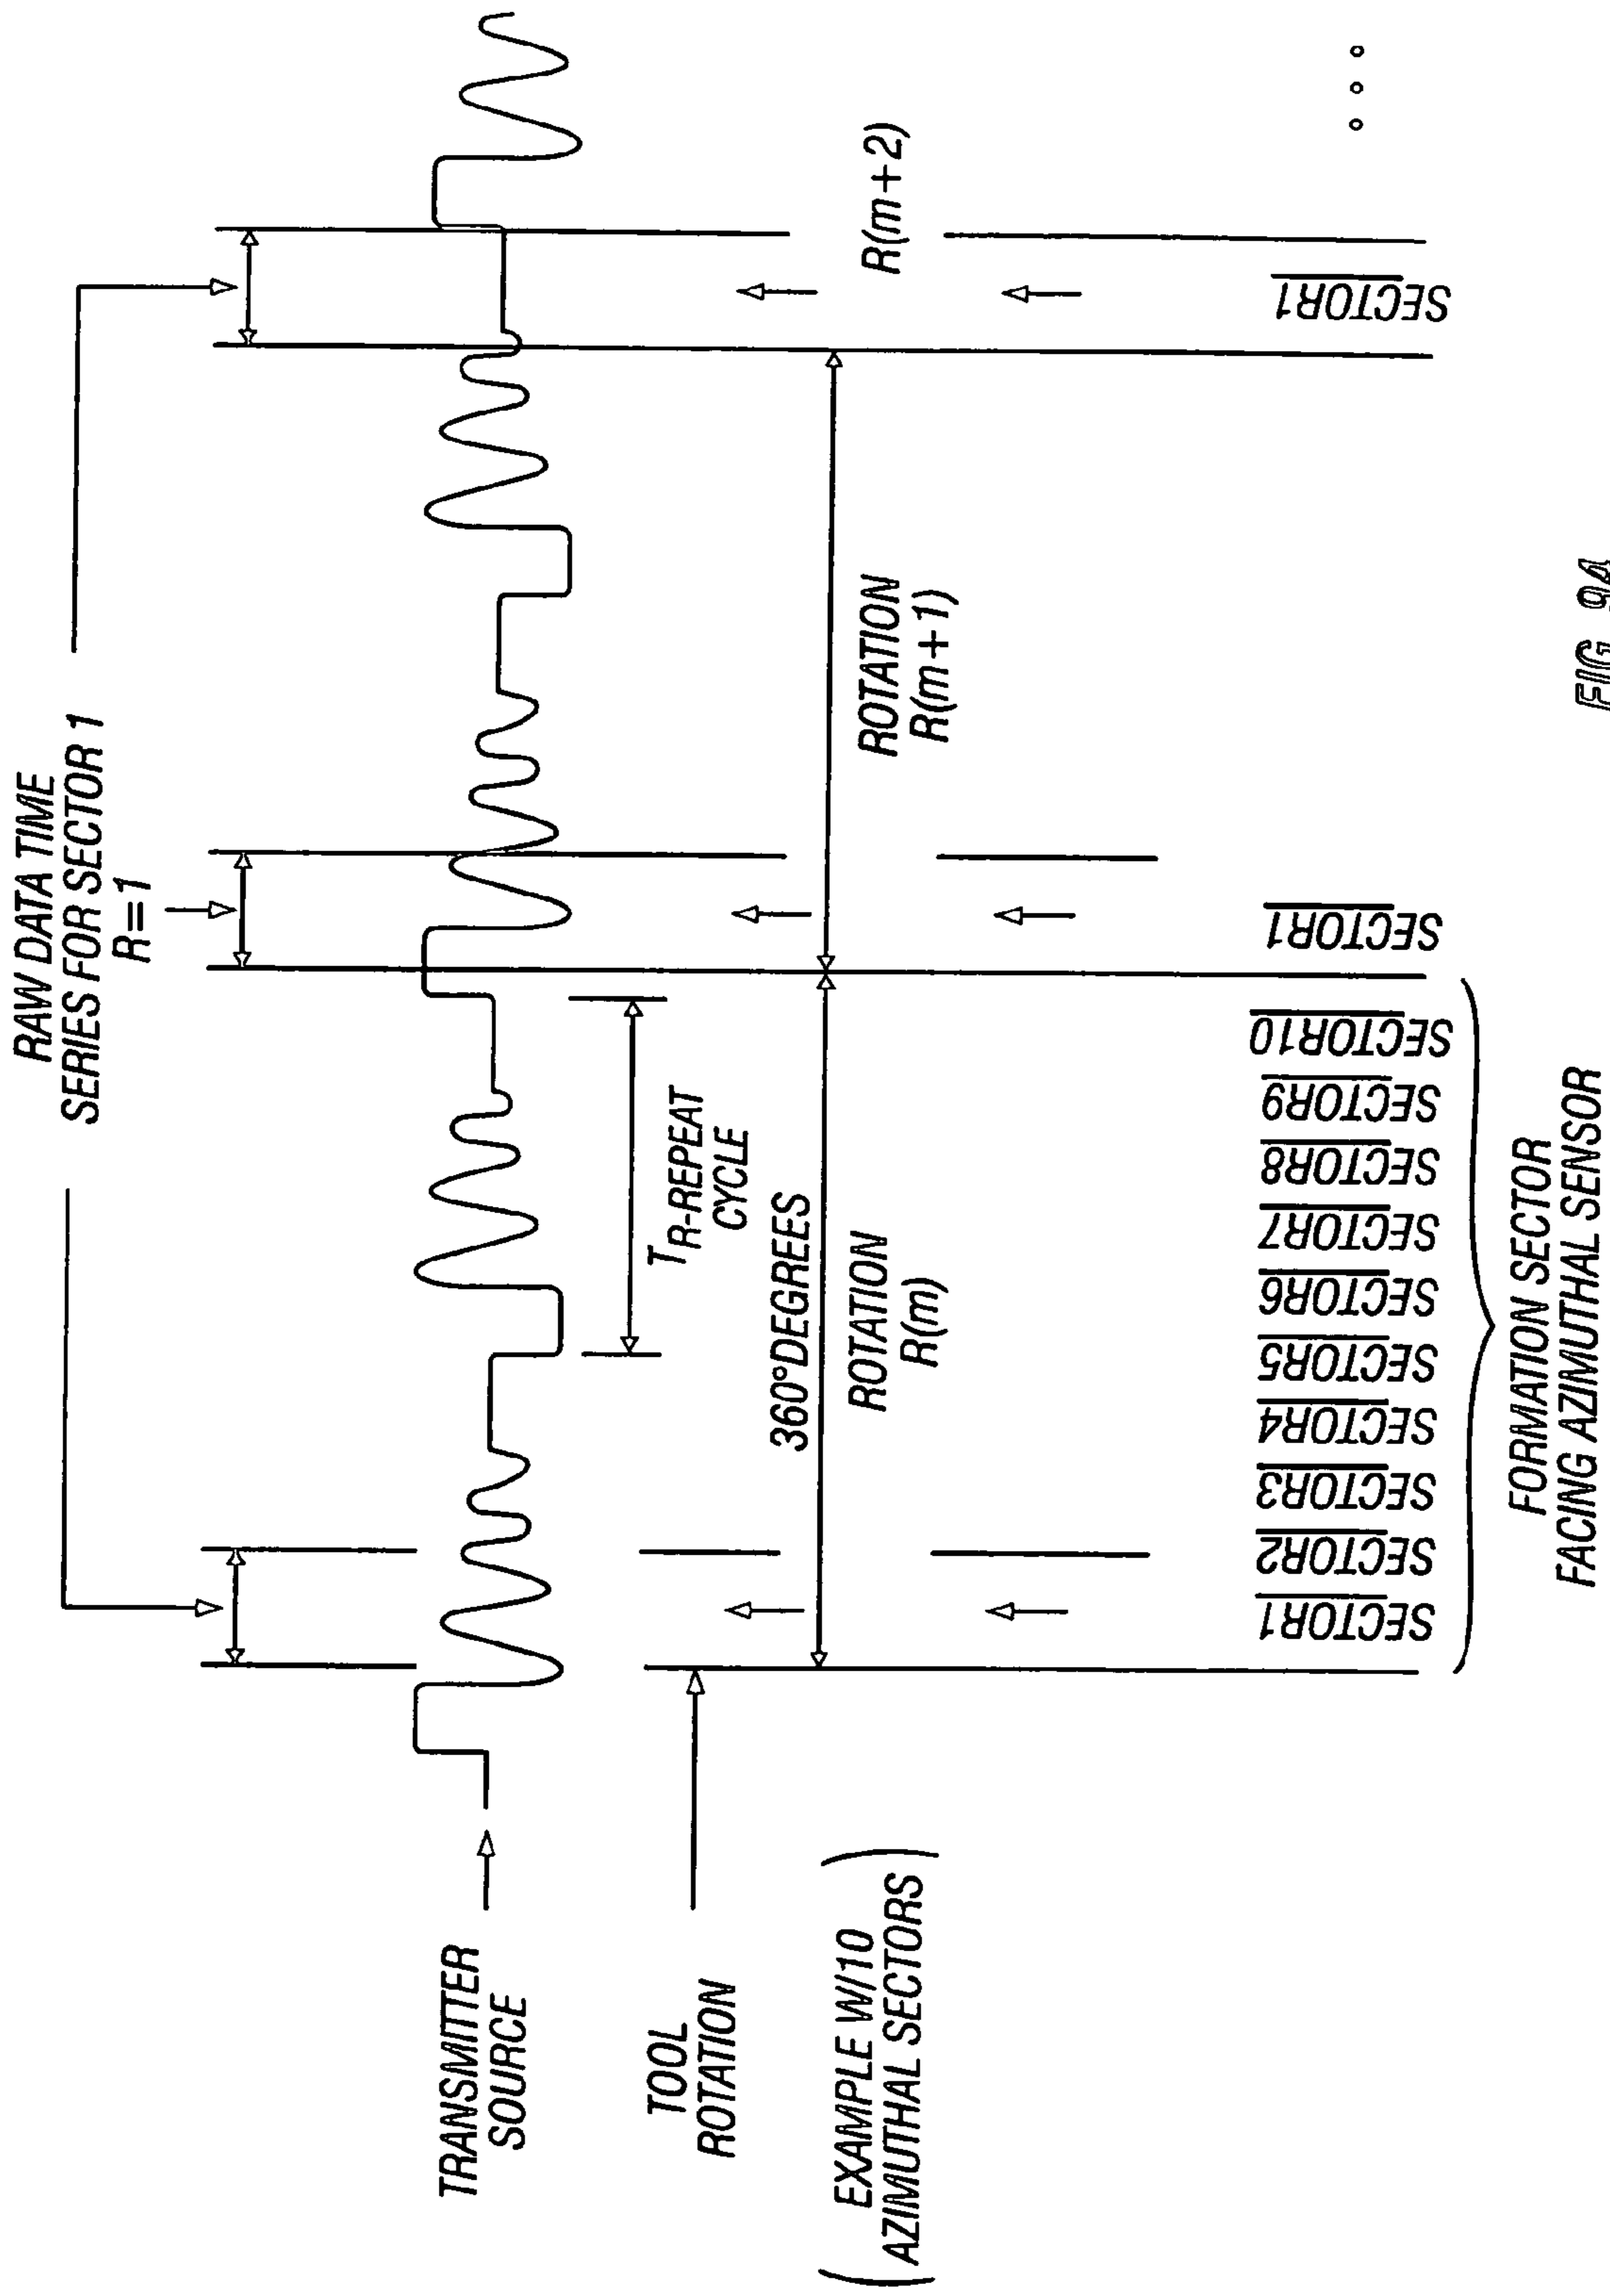 RAW DATA TIME
SERIES FOR SECTOR 1
R=1
TRANSMITTER
SOURCE
TOOL
ROTATION
TR-REPEAT
CYCLE
360°DEGREES
(EXAMPLE W/10
AZIMUTHAL SECTORS)
ROTATION
R(m)
ROTATION
R(m+1)
R(m+2)
SECTOR1
SECTOR2
SECTOR3
SECTOR4
SECTOR5
SECTOR6
SECTOR7
SECTOR8
SECTOR9
SECTOR10
SECTOR1
SECTOR1
FORMATION SECTOR
FACING AZIMUTHAL SENSOR